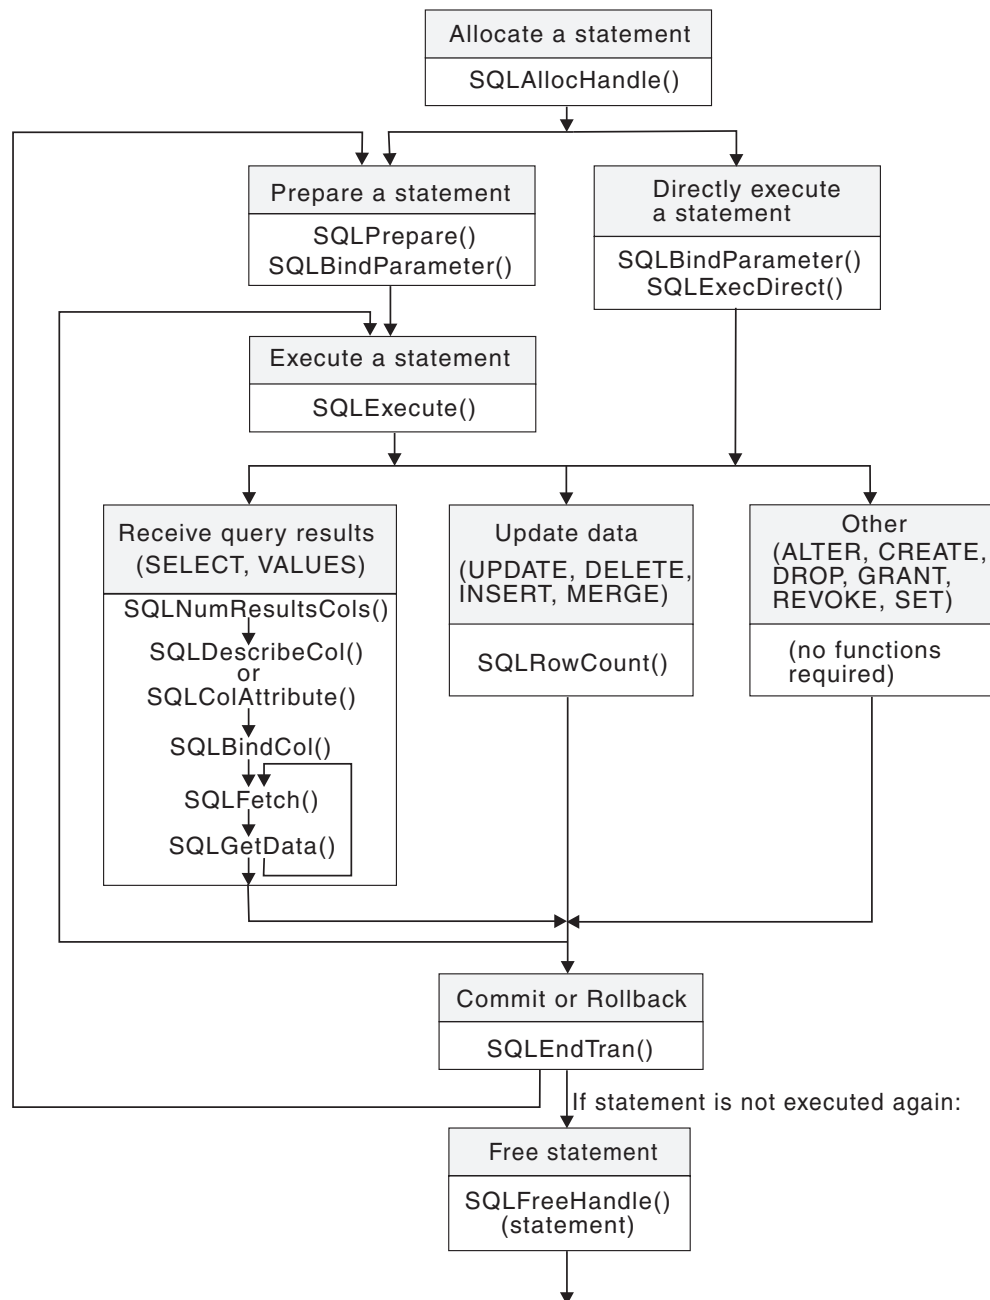 Allocate a statement
SQLAllocHandle()
Prepare a statement
SQLPrepare()
SQLBindParameter()
Directly execute
a statement
SQLBindParameter()
SQLExecDirect()
Execute a statement
SQLExecute()
Receive query results
(SELECT, VALUES)
SQLNumResultsCols()
SQLDescribeCol()
or
SQLColAttribute()
SQLBindCol()
SQLFetch()
SQLGetData()
Update data
(UPDATE, DELETE,
INSERT, MERGE)
SQLRowCount()
Other
(ALTER, CREATE,
DROP, GRANT,
REVOKE, SET)
(no functions
required)
Commit or Rollback
SQLEndTran()
If statement is not executed again:
Free statement
SQLFreeHandle()
(statement)